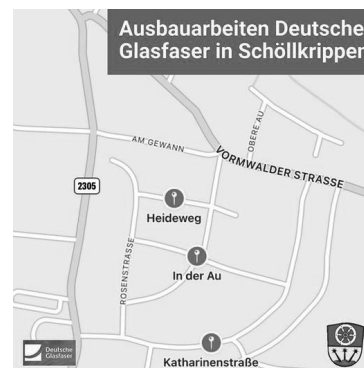 Ausbauarbeiten Deutsche
Glasfaser in Schöllkrippen
OBERE AU
AM GEWANN
VORMWALDER STRASSE
2305
Heideweg
ROSENSTRASSE
In der Au
Deutsche
Glasfaser
Katharinenstraße